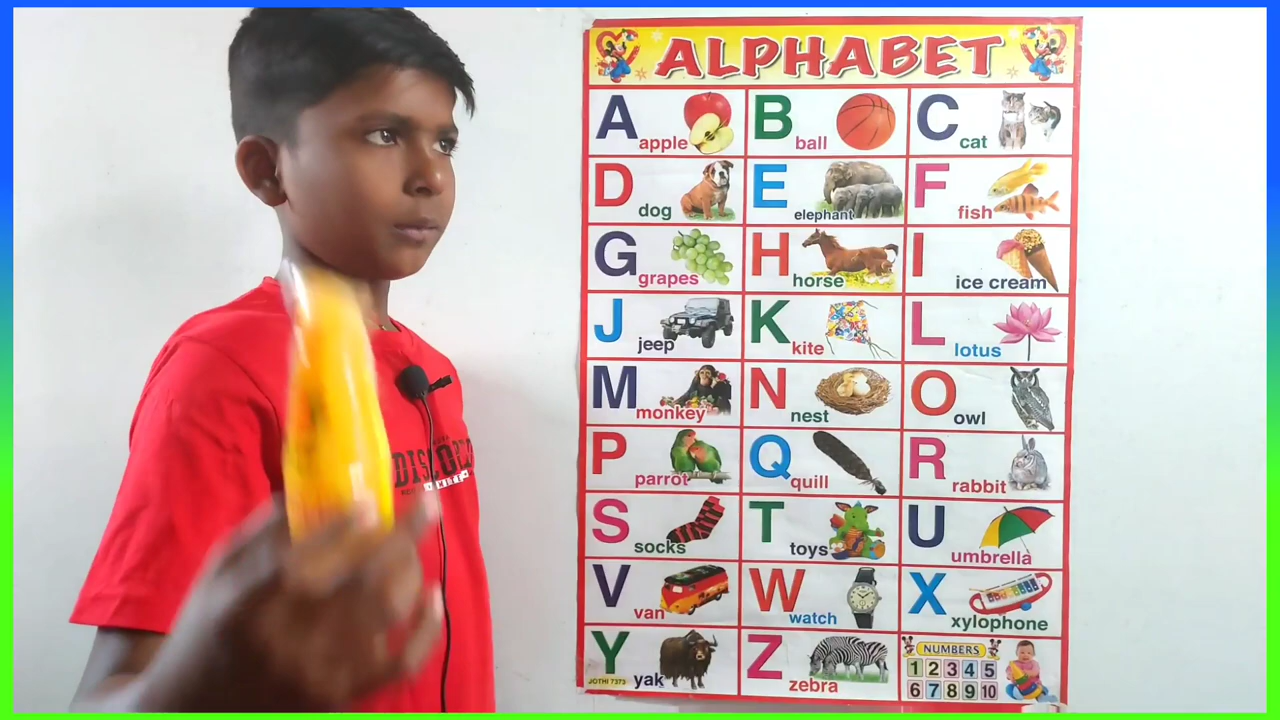 ALPHABET
A apple
B ball
C cat
D dog
E elephant
F fish
G grapes
H horse
I ice cream
J jeep
K kite
L lotus
M monkey
N nest
O owl
P parrot
Q quill
R rabbit
S socks
T toys
U umbrella
V van
W watch
X xylophone
Y yak
Z zebra
NUMBERS
1 2 3 4 5
6 7 8 9 10
JOTHI 7373